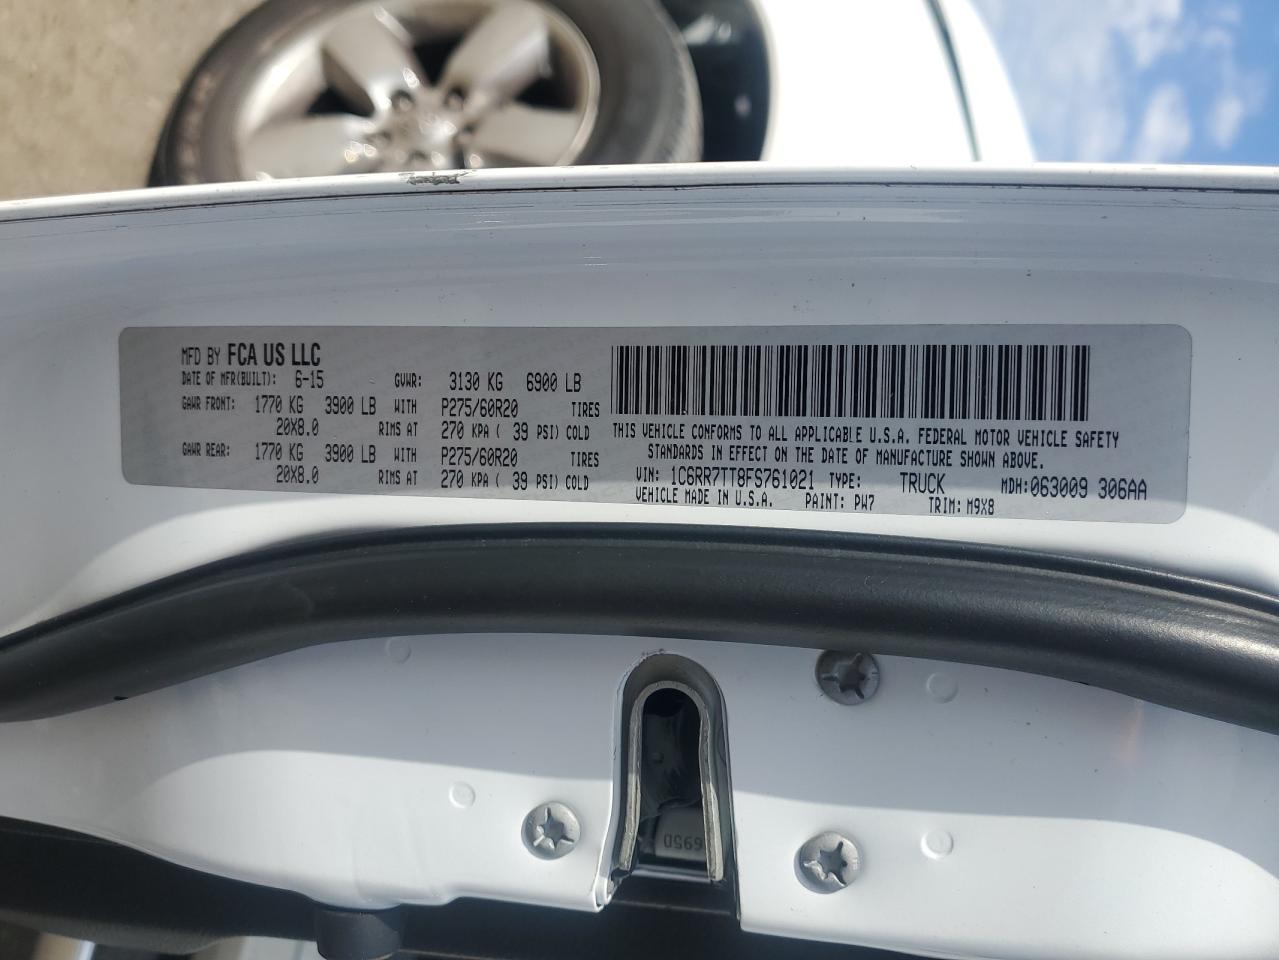 MFD BY FCA US LLC
DATE OF MFR(BUILT): 6-15 GVWR: 3130 KG 6900 LB
GAWR FRONT: 1770 KG 3900 LB WITH P275/60R20 TIRES
20X8.0 RIMS AT 270 KPA ( 39 PSI) COLD
GAWR REAR: 1770 KG 3900 LB WITH P275/60R20 TIRES
20X8.0 RIMS AT 270 KPA ( 39 PSI) COLD
THIS VEHICLE CONFORMS TO ALL APPLICABLE U.S.A. FEDERAL MOTOR VEHICLE SAFETY
STANDARDS IN EFFECT ON THE DATE OF MANUFACTURE SHOWN ABOVE.
VIN: 1C6RR7TT8FS761021 TYPE: TRUCK MDH:063009 306AA
VEHICLE MADE IN U.S.A. PAINT: PW7 TRIM: M9X8
695D